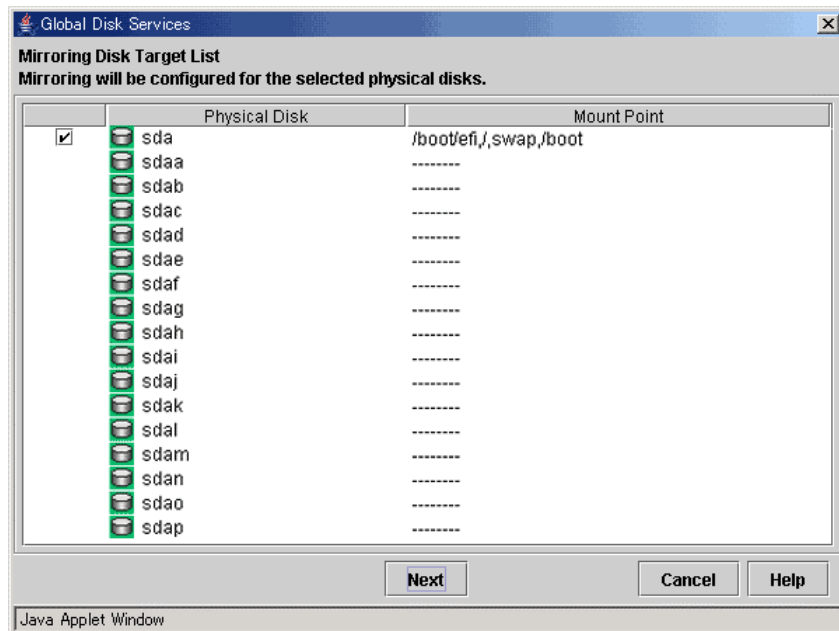 Global Disk Services
Mirroring Disk Target List
Mirroring will be configured for the selected physical disks.
Physical Disk Mount Point
sda /boot/efi,/,swap,/boot
sdaa --------
sdab --------
sdac --------
sdad --------
sdae --------
sdaf --------
sdag --------
sdah --------
sdai --------
sdaj --------
sdak --------
sdal --------
sdam --------
sdan --------
sdao --------
sdap --------
Next Cancel Help
Java Applet Window